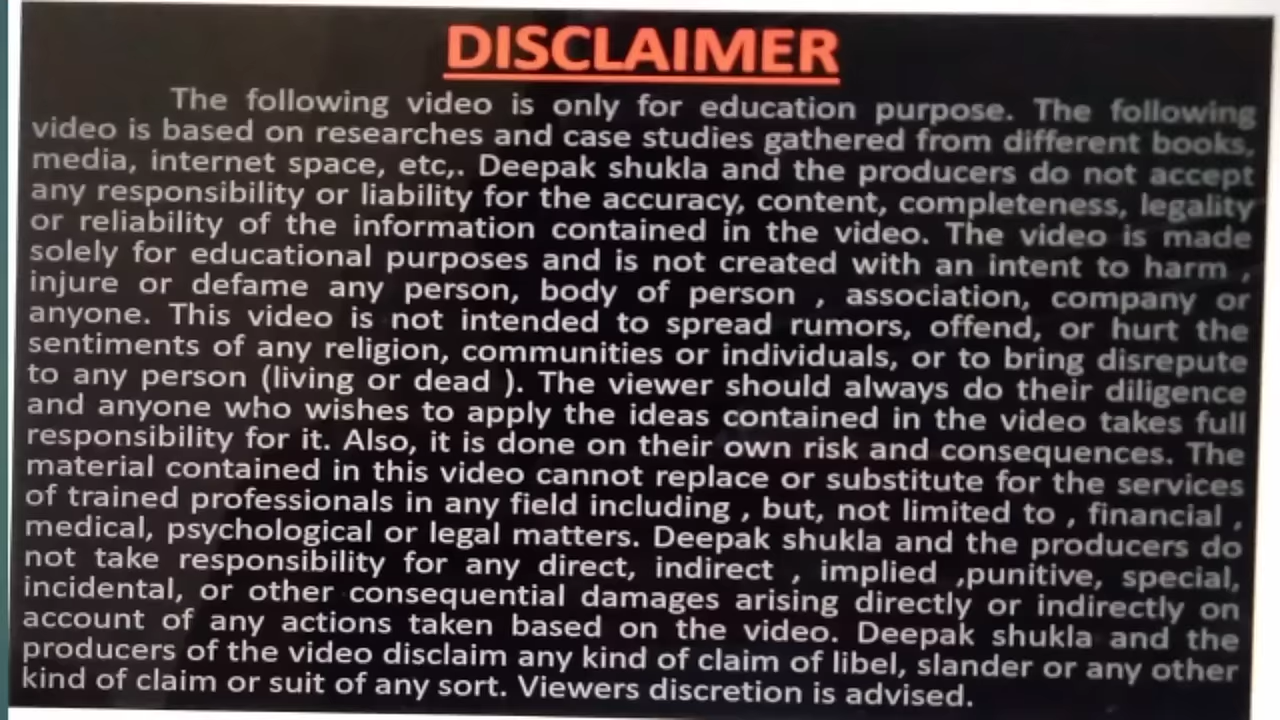 DISCLAIMER
The following video is only for education purpose. The following
video is based on researches and case studies gathered from different books,
media, internet space, etc,. Deepak shukla and the producers do not accept
any responsibility or liability for the accuracy, content, completeness, legality
or reliability of the information contained in the video. The video is made
solely for educational purposes and is not created with an intent to harm ,
injure or defame any person, body of person , association, company or
anyone. This video is not intended to spread rumors, offend, or hurt the
sentiments of any religion, communities or individuals, or to bring disrepute
to any person (living or dead ). The viewer should always do their diligence
and anyone who wishes to apply the ideas contained in the video takes full
responsibility for it. Also, it is done on their own risk and consequences. The
material contained in this video cannot replace or substitute for the services
of trained professionals in any field including , but, not limited to , financial ,
medical, psychological or legal matters. Deepak shukla and the producers do
not take responsibility for any direct, indirect , implied ,punitive, special,
incidental, or other consequential damages arising directly or indirectly on
account of any actions taken based on the video. Deepak shukla and the
producers of the video disclaim any kind of claim of libel, slander or any other
kind of claim or suit of any sort. Viewers discretion is advised.